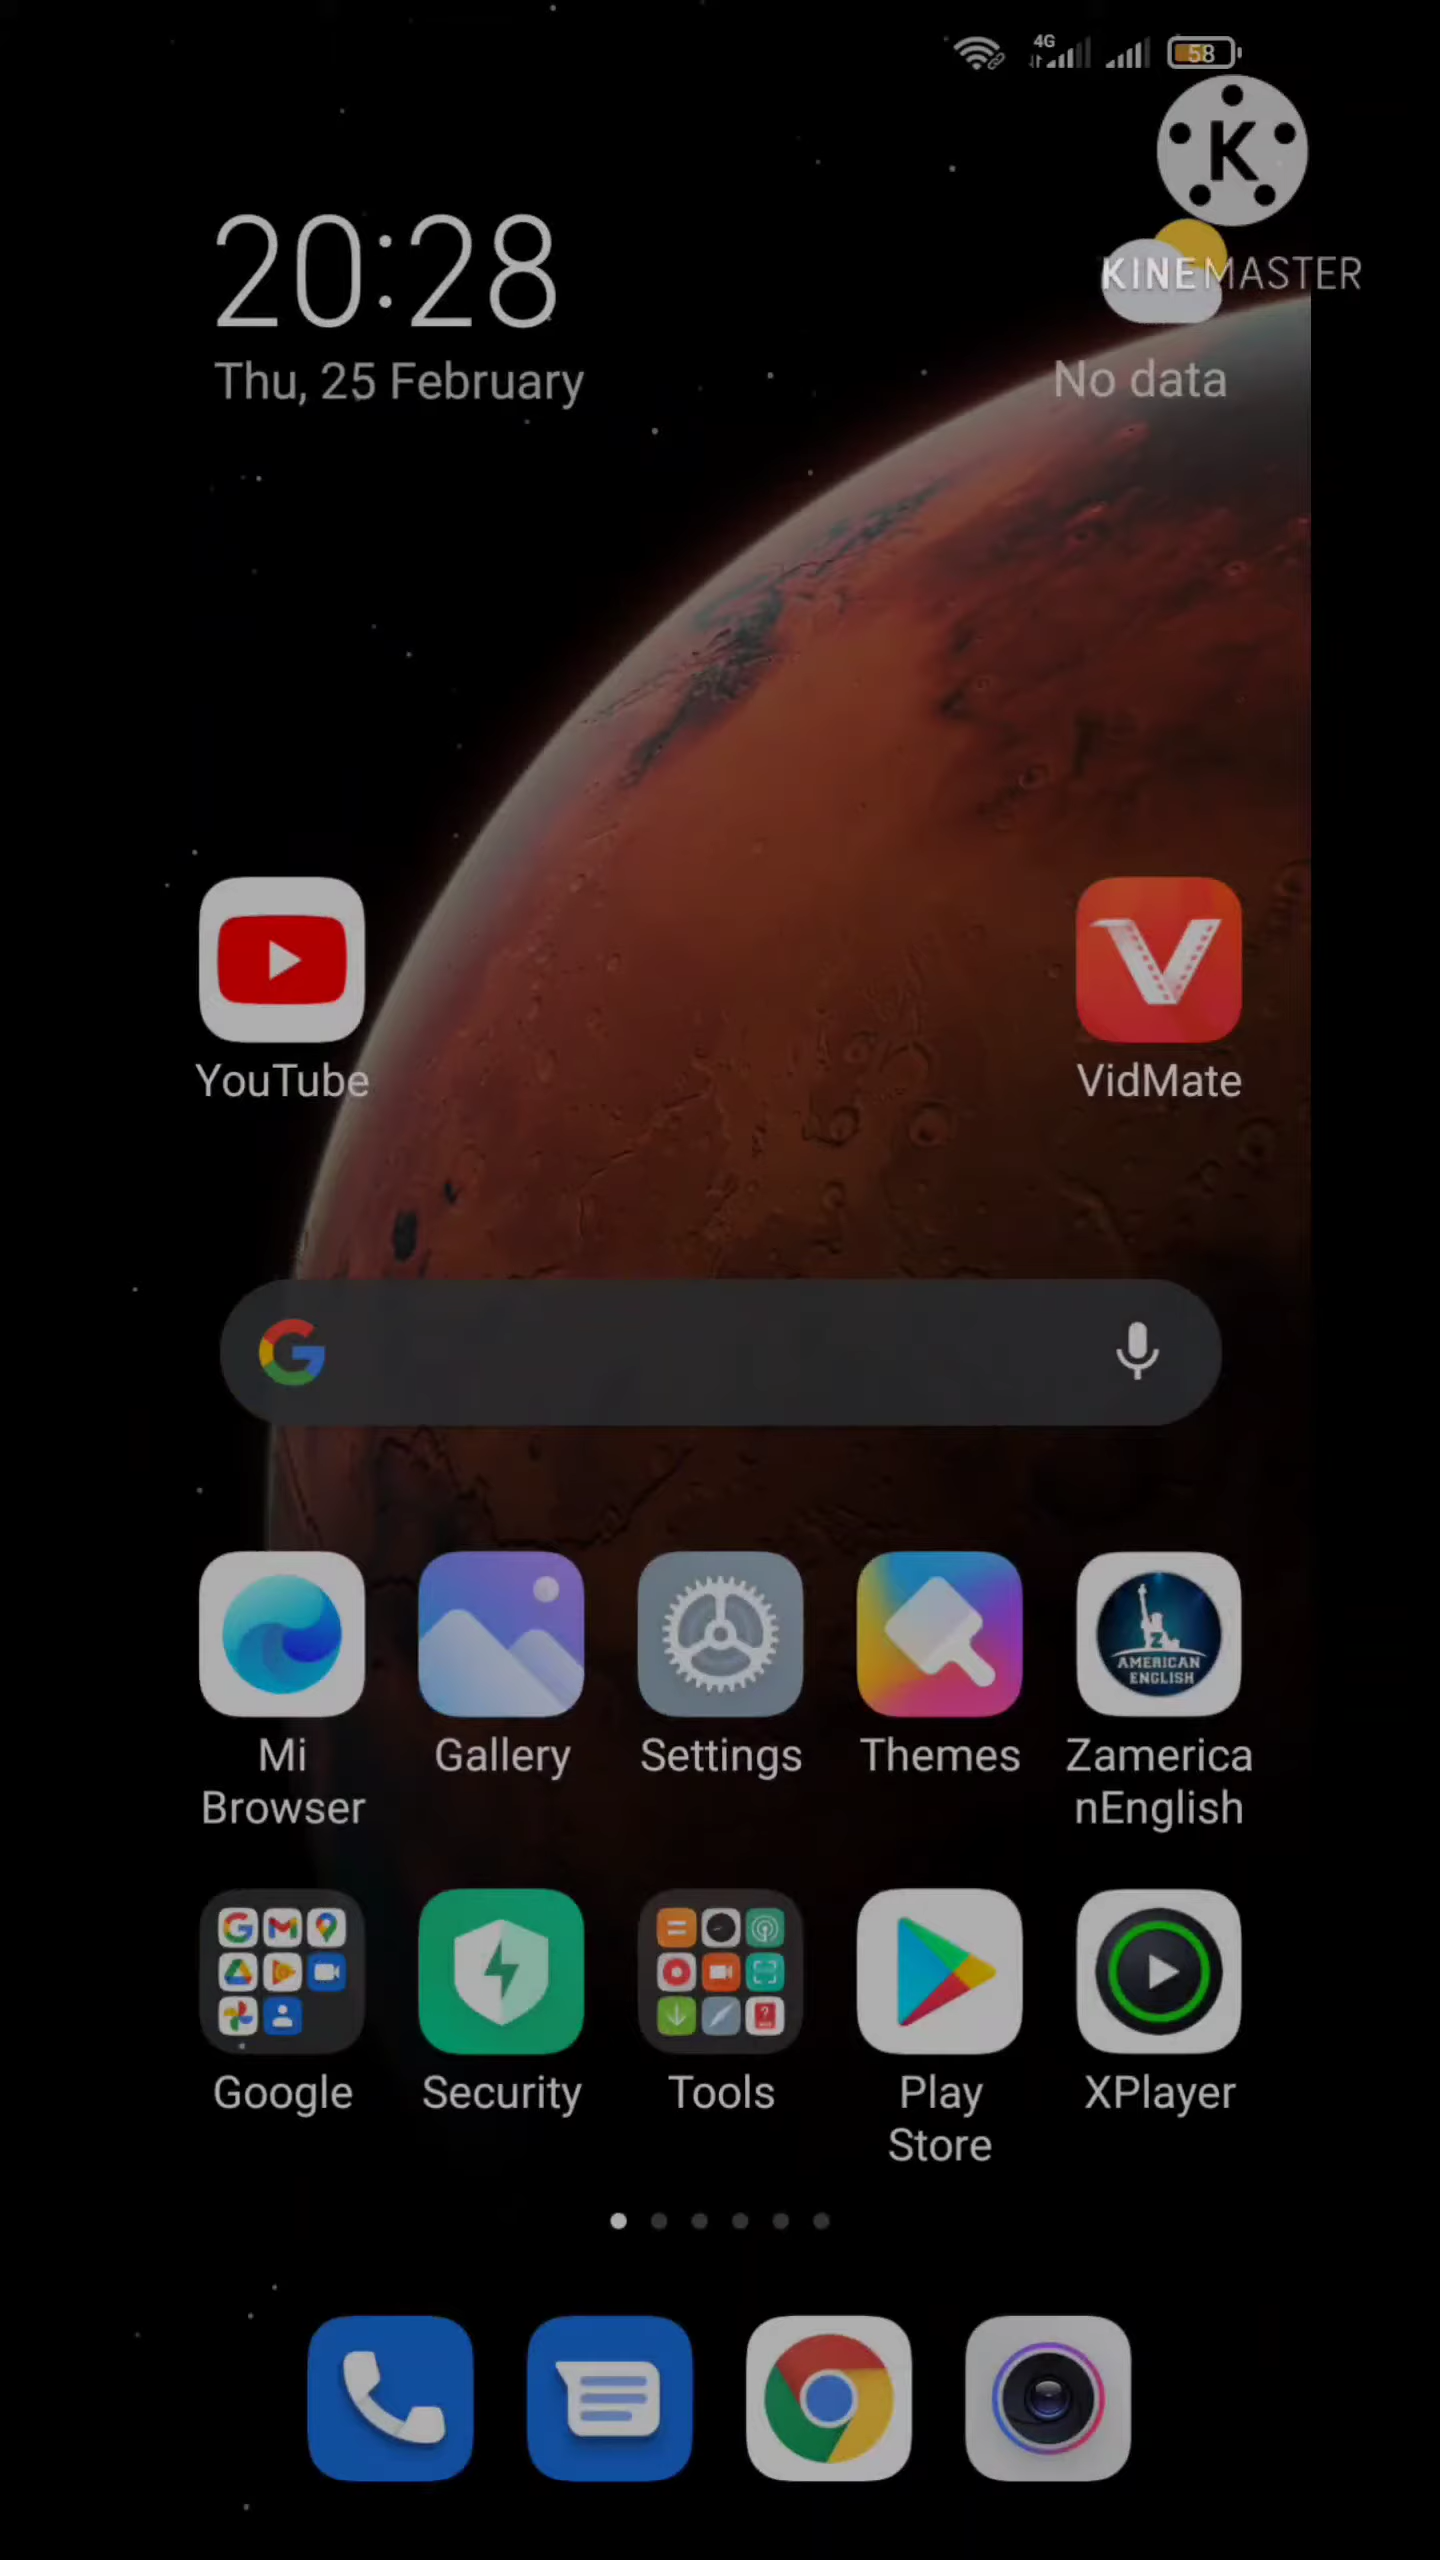 4G
58
K
KINEMASTER
20:28
Thu, 25 February
No data
YouTube
VidMate
AMERICAN
ENGLISH
Mi
Browser
Gallery
Settings
Themes
Zamerica
nEnglish
Google
Security
Tools
Play
Store
XPlayer